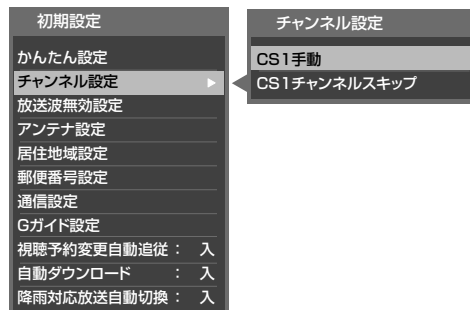 初期設定
かんたん設定
チャンネル設定
放送波無効設定
アンテナ設定
居住地域設定
郵便番号設定
通信設定
Gガイド設定
視聴予約変更自動追従： 入
自動ダウンロード ： 入
降雨対応放送自動切換： 入
チャンネル設定
CS1手動
CS1チャンネルスキップ